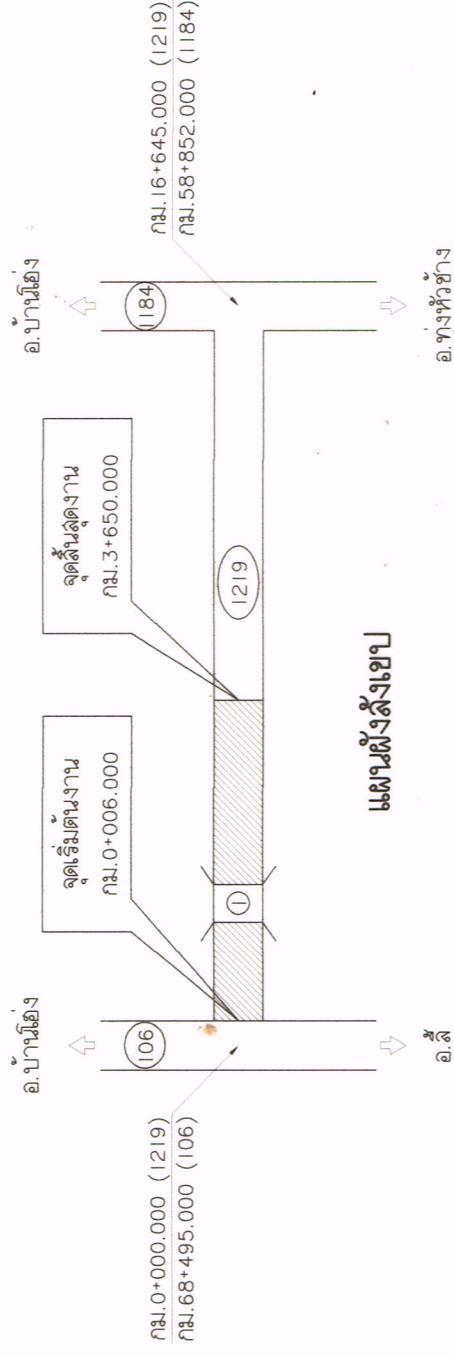 อ.บ้านโฮ่ง
106
กม.0+000.000 (1219)
กม.68+495.000 (106)
อ.ลี้
จุดเริ่มต้นงาน
กม.0+006.000
1
จุดสิ้นสุดงาน
กม.3+650.000
1219
อ.บ้านโฮ่ง
1184
กม.16+645.000 (1219)
กม.58+852.000 (1184)
อ.ทุ่งหัวช้าง
แผนผังสังเขป